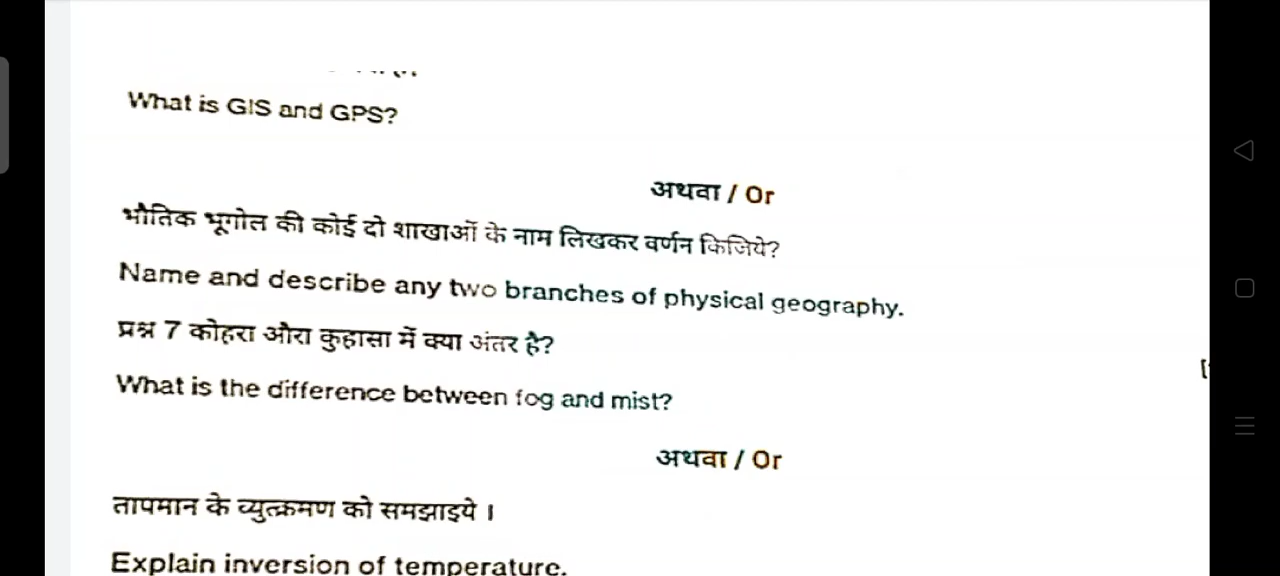 What is GIS and GPS?
अथवा / Or
भौतिक भूगोल की कोई दो शाखाओं के नाम लिखकर वर्णन किजिये?
Name and describe any two branches of physical geography.
प्रश्न 7 कोहरा औरा कुहासा में क्या अंतर है?
What is the difference between fog and mist?
अथवा / Or
तापमान के व्युत्क्रमण को समझाइये ।
Explain inversion of temperature.